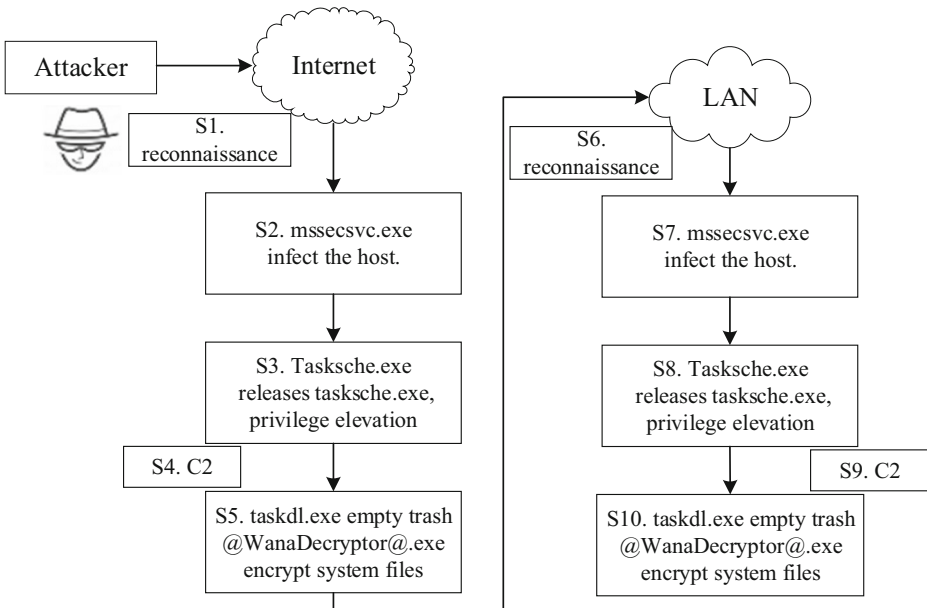 Attacker
Internet
S1.
reconnaissance
S2. mssecsvc.exe
infect the host.
S3. Tasksche.exe
releases tasksche.exe,
privilege elevation
S4. C2
S5. taskdl.exe empty trash
@WanaDecryptor@.exe
encrypt system files
LAN
S6.
reconnaissance
S7. mssecsvc.exe
infect the host.
S8. Tasksche.exe
releases tasksche.exe,
privilege elevation
S9. C2
S10. taskdl.exe empty trash
@WanaDecryptor@.exe
encrypt system files